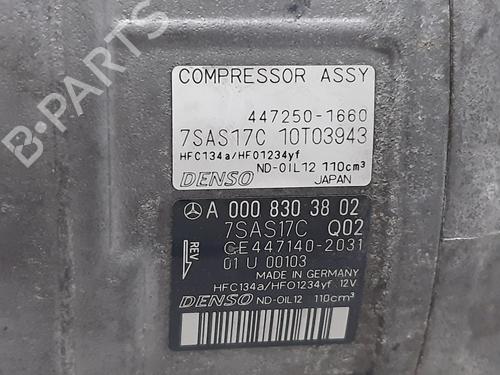 B-PARTS
COMPRESSOR ASSY
447250-1660
7SAS17C 10T03943
HFC134a/HFO1234yf
ND-OIL12 110cm³
DENSO JAPAN
A 000 830 38 02
7SAS17C Q02
REV.
GE447140-2031
01 U 00103
MADE IN GERMANY
HFC134a/HFO1234yf 12V
DENSO ND-OIL12 110cm³